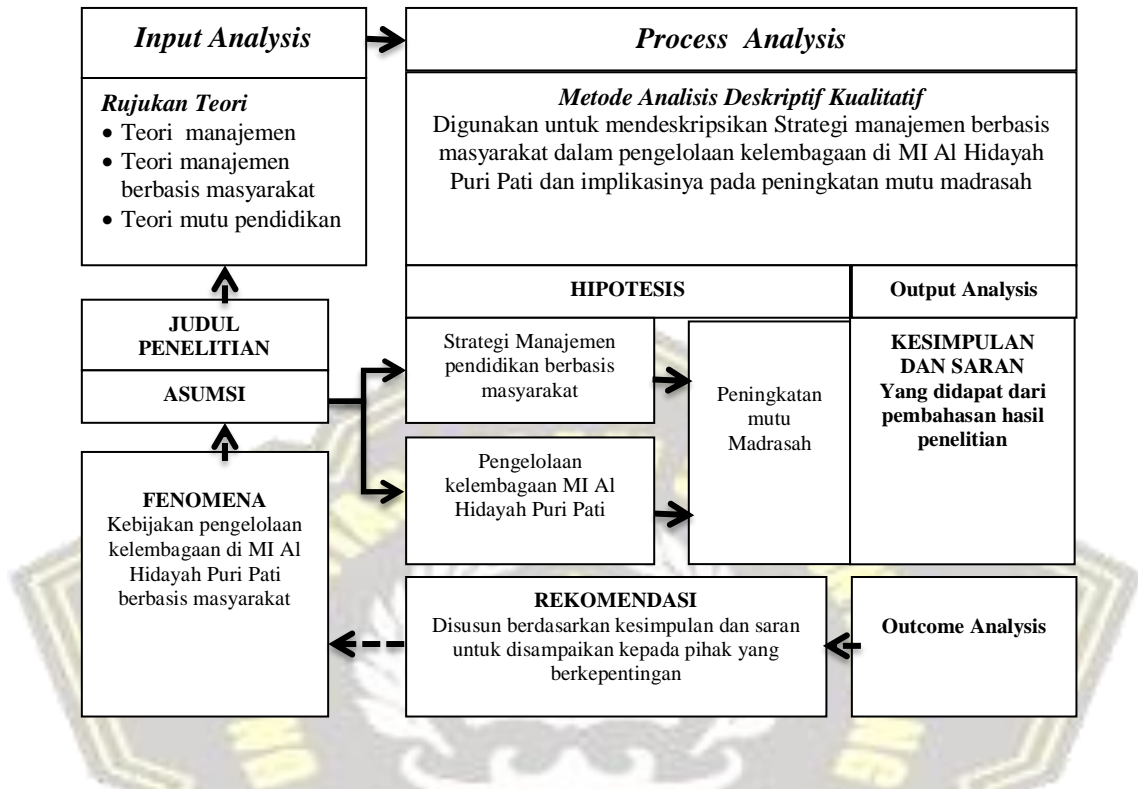 Input Analysis
Process Analysis
Rujukan Teori
• Teori manajemen
• Teori manajemen
berbasis masyarakat
• Teori mutu pendidikan
Metode Analisis Deskriptif Kualitatif
Digunakan untuk mendeskripsikan Strategi manajemen berbasis
masyarakat dalam pengelolaan kelembagaan di MI Al Hidayah
Puri Pati dan implikasinya pada peningkatan mutu madrasah
HIPOTESIS
Output Analysis
JUDUL
PENELITIAN
ASUMSI
Strategi Manajemen
pendidikan berbasis
masyarakat
Pengelolaan
kelembagaan MI Al
Hidayah Puri Pati
Peningkatan
mutu
Madrasah
KESIMPULAN
DAN SARAN
Yang didapat dari
pembahasan hasil
penelitian
FENOMENA
Kebijakan pengelolaan
kelembagaan di MI Al
Hidayah Puri Pati
berbasis masyarakat
REKOMENDASI
Disusun berdasarkan kesimpulan dan saran
untuk disampaikan kepada pihak yang
berkepentingan
Outcome Analysis